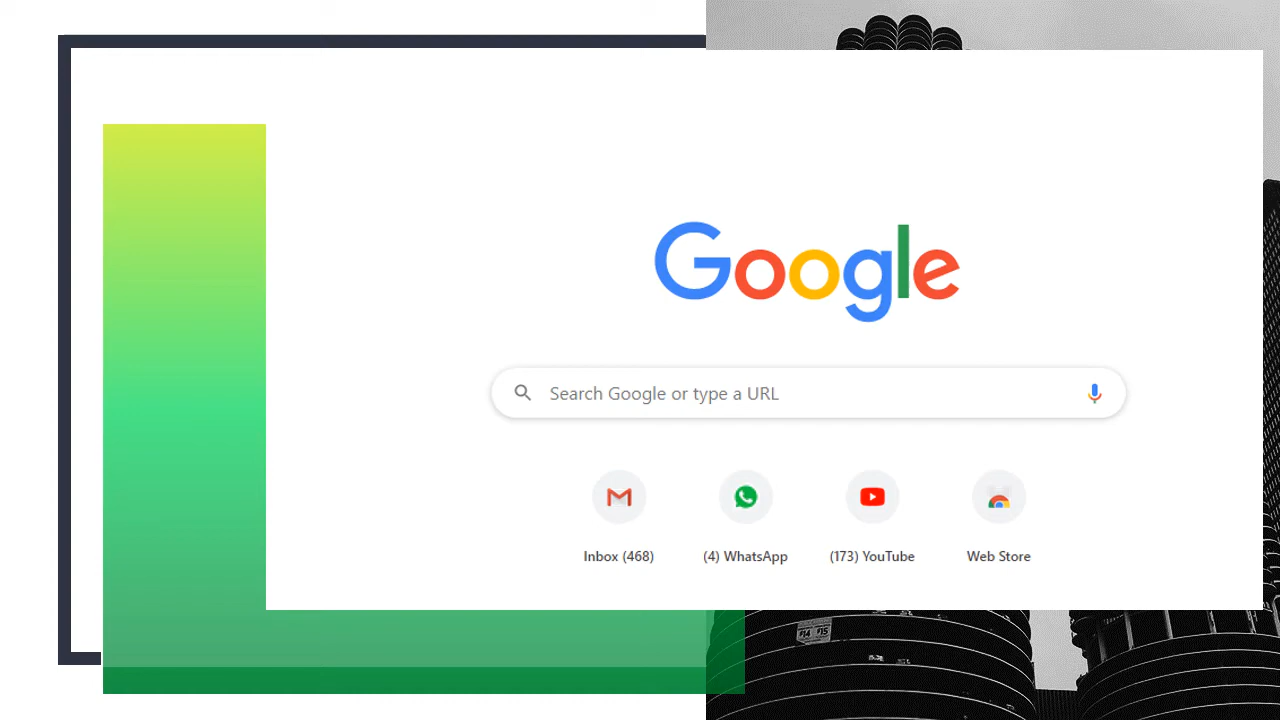 Google
Search Google or type a URL
Inbox (468)
(4) WhatsApp
(173) YouTube
Web Store